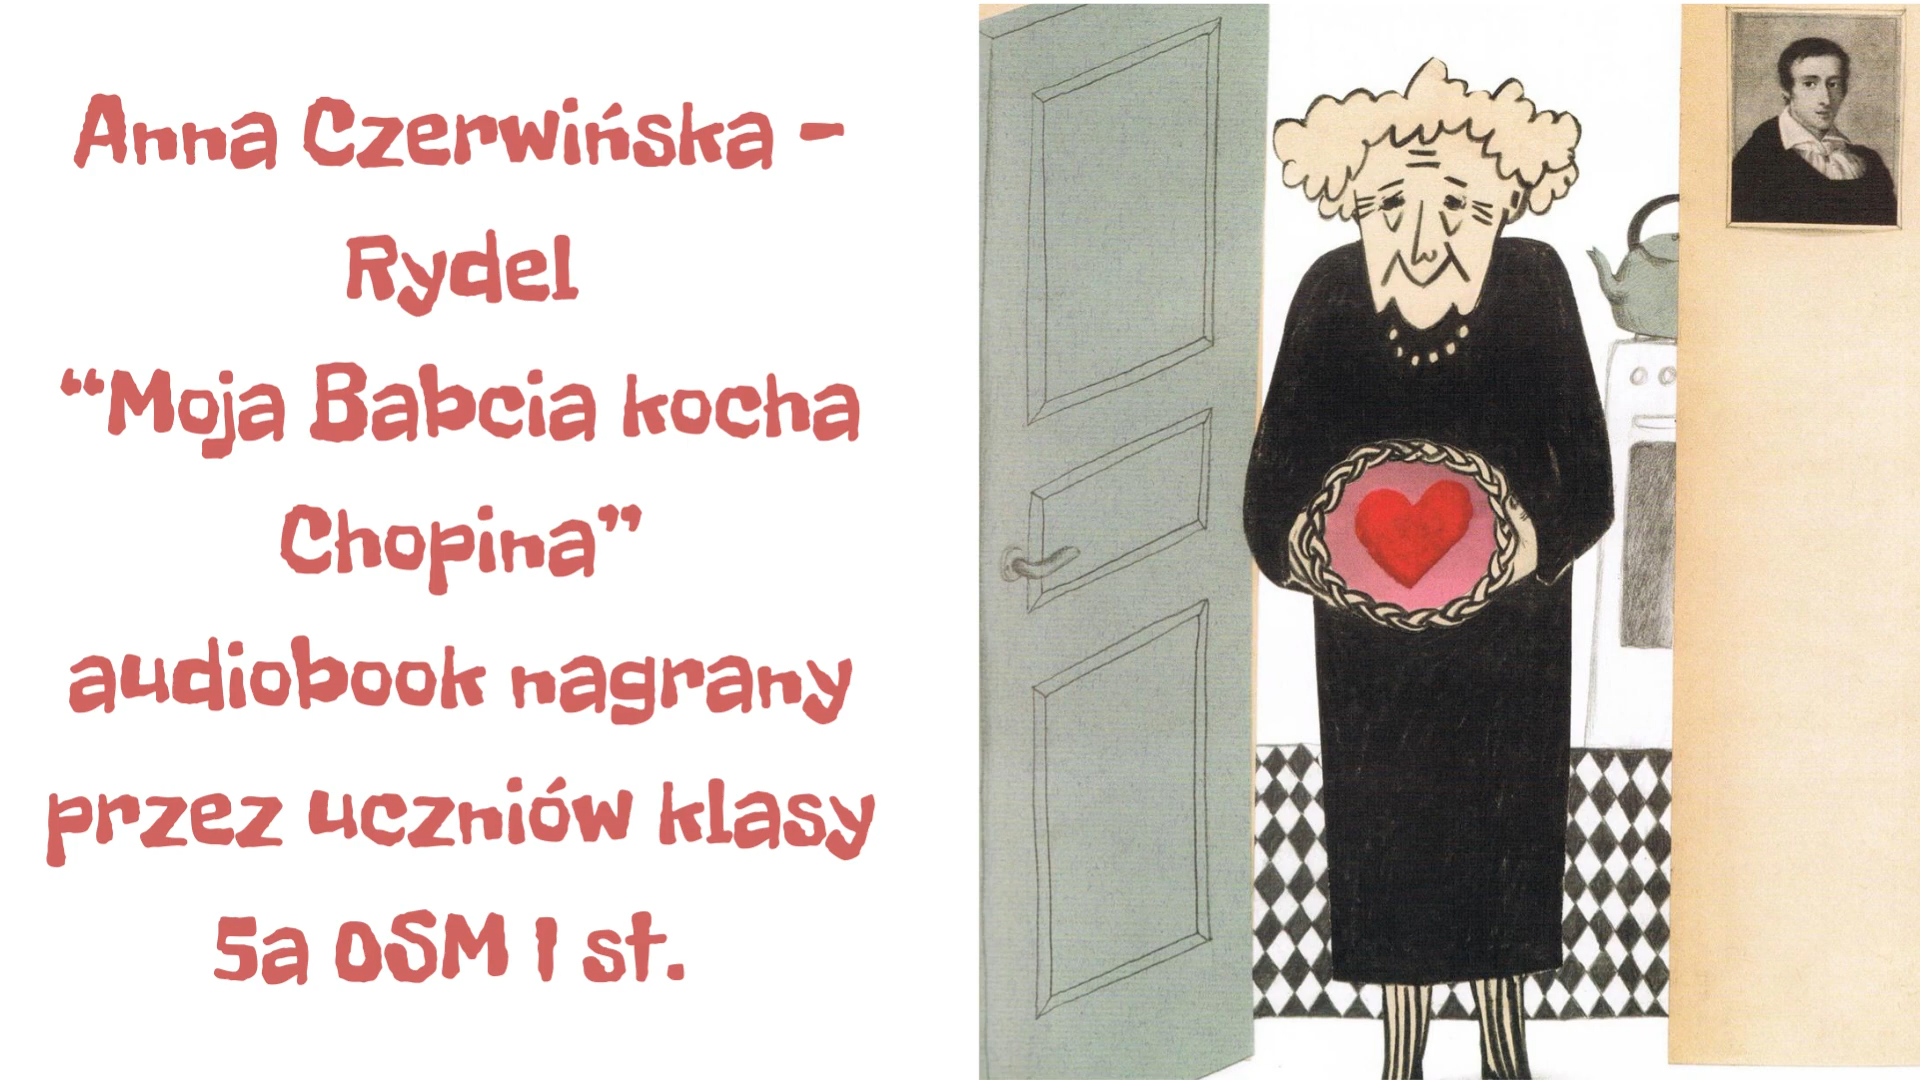 Anna Czerwińska -
Rydel
“Moja Babcia kocha
Chopina”
audiobook nagrany
przez uczniów klasy
5a OSM I st.